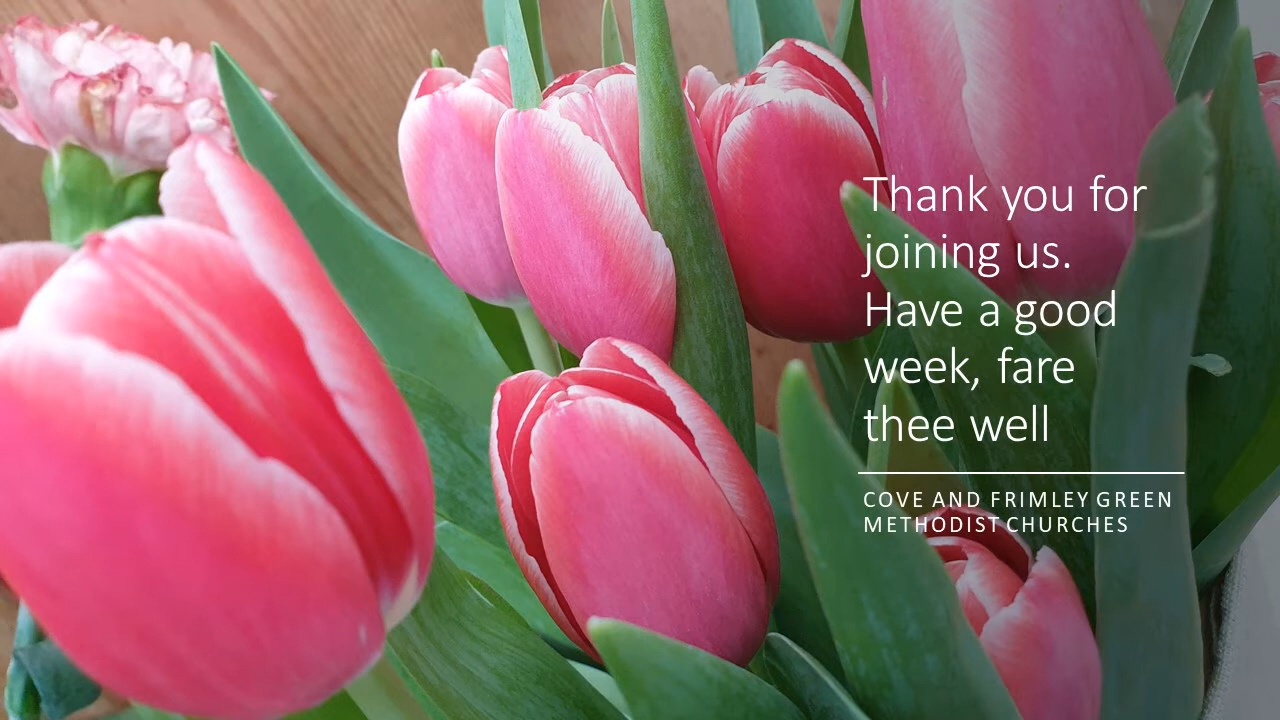 Thank you for
joining us.
Have a good
week, fare
thee well
COVE AND FRIMLEY GREEN
METHODIST CHURCHES